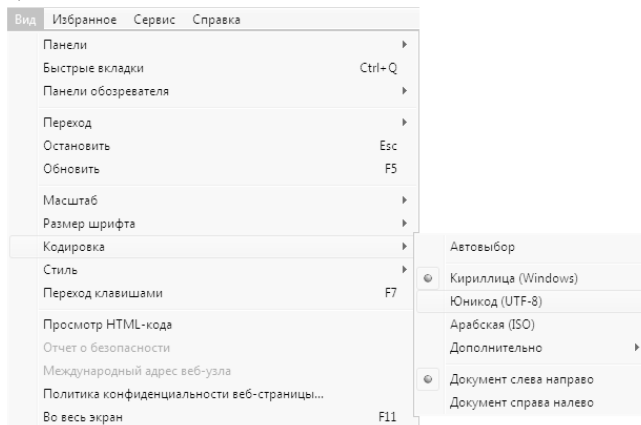 Вид Избранное Сервис Справка
Панели
Быстрые вкладки Ctrl+Q
Панели обозревателя
Переход
Остановить Esc
Обновить F5
Масштаб
Размер шрифта
Кодировка
Стиль
Переход клавишами F7
Просмотр HTML-кода
Отчет о безопасности
Международный адрес веб-узла
Политика конфиденциальности веб-страницы...
Во весь экран F11
Автовыбор
Кириллица (Windows)
Юникод (UTF-8)
Арабская (ISO)
Дополнительно
Документ слева направо
Документ справа налево